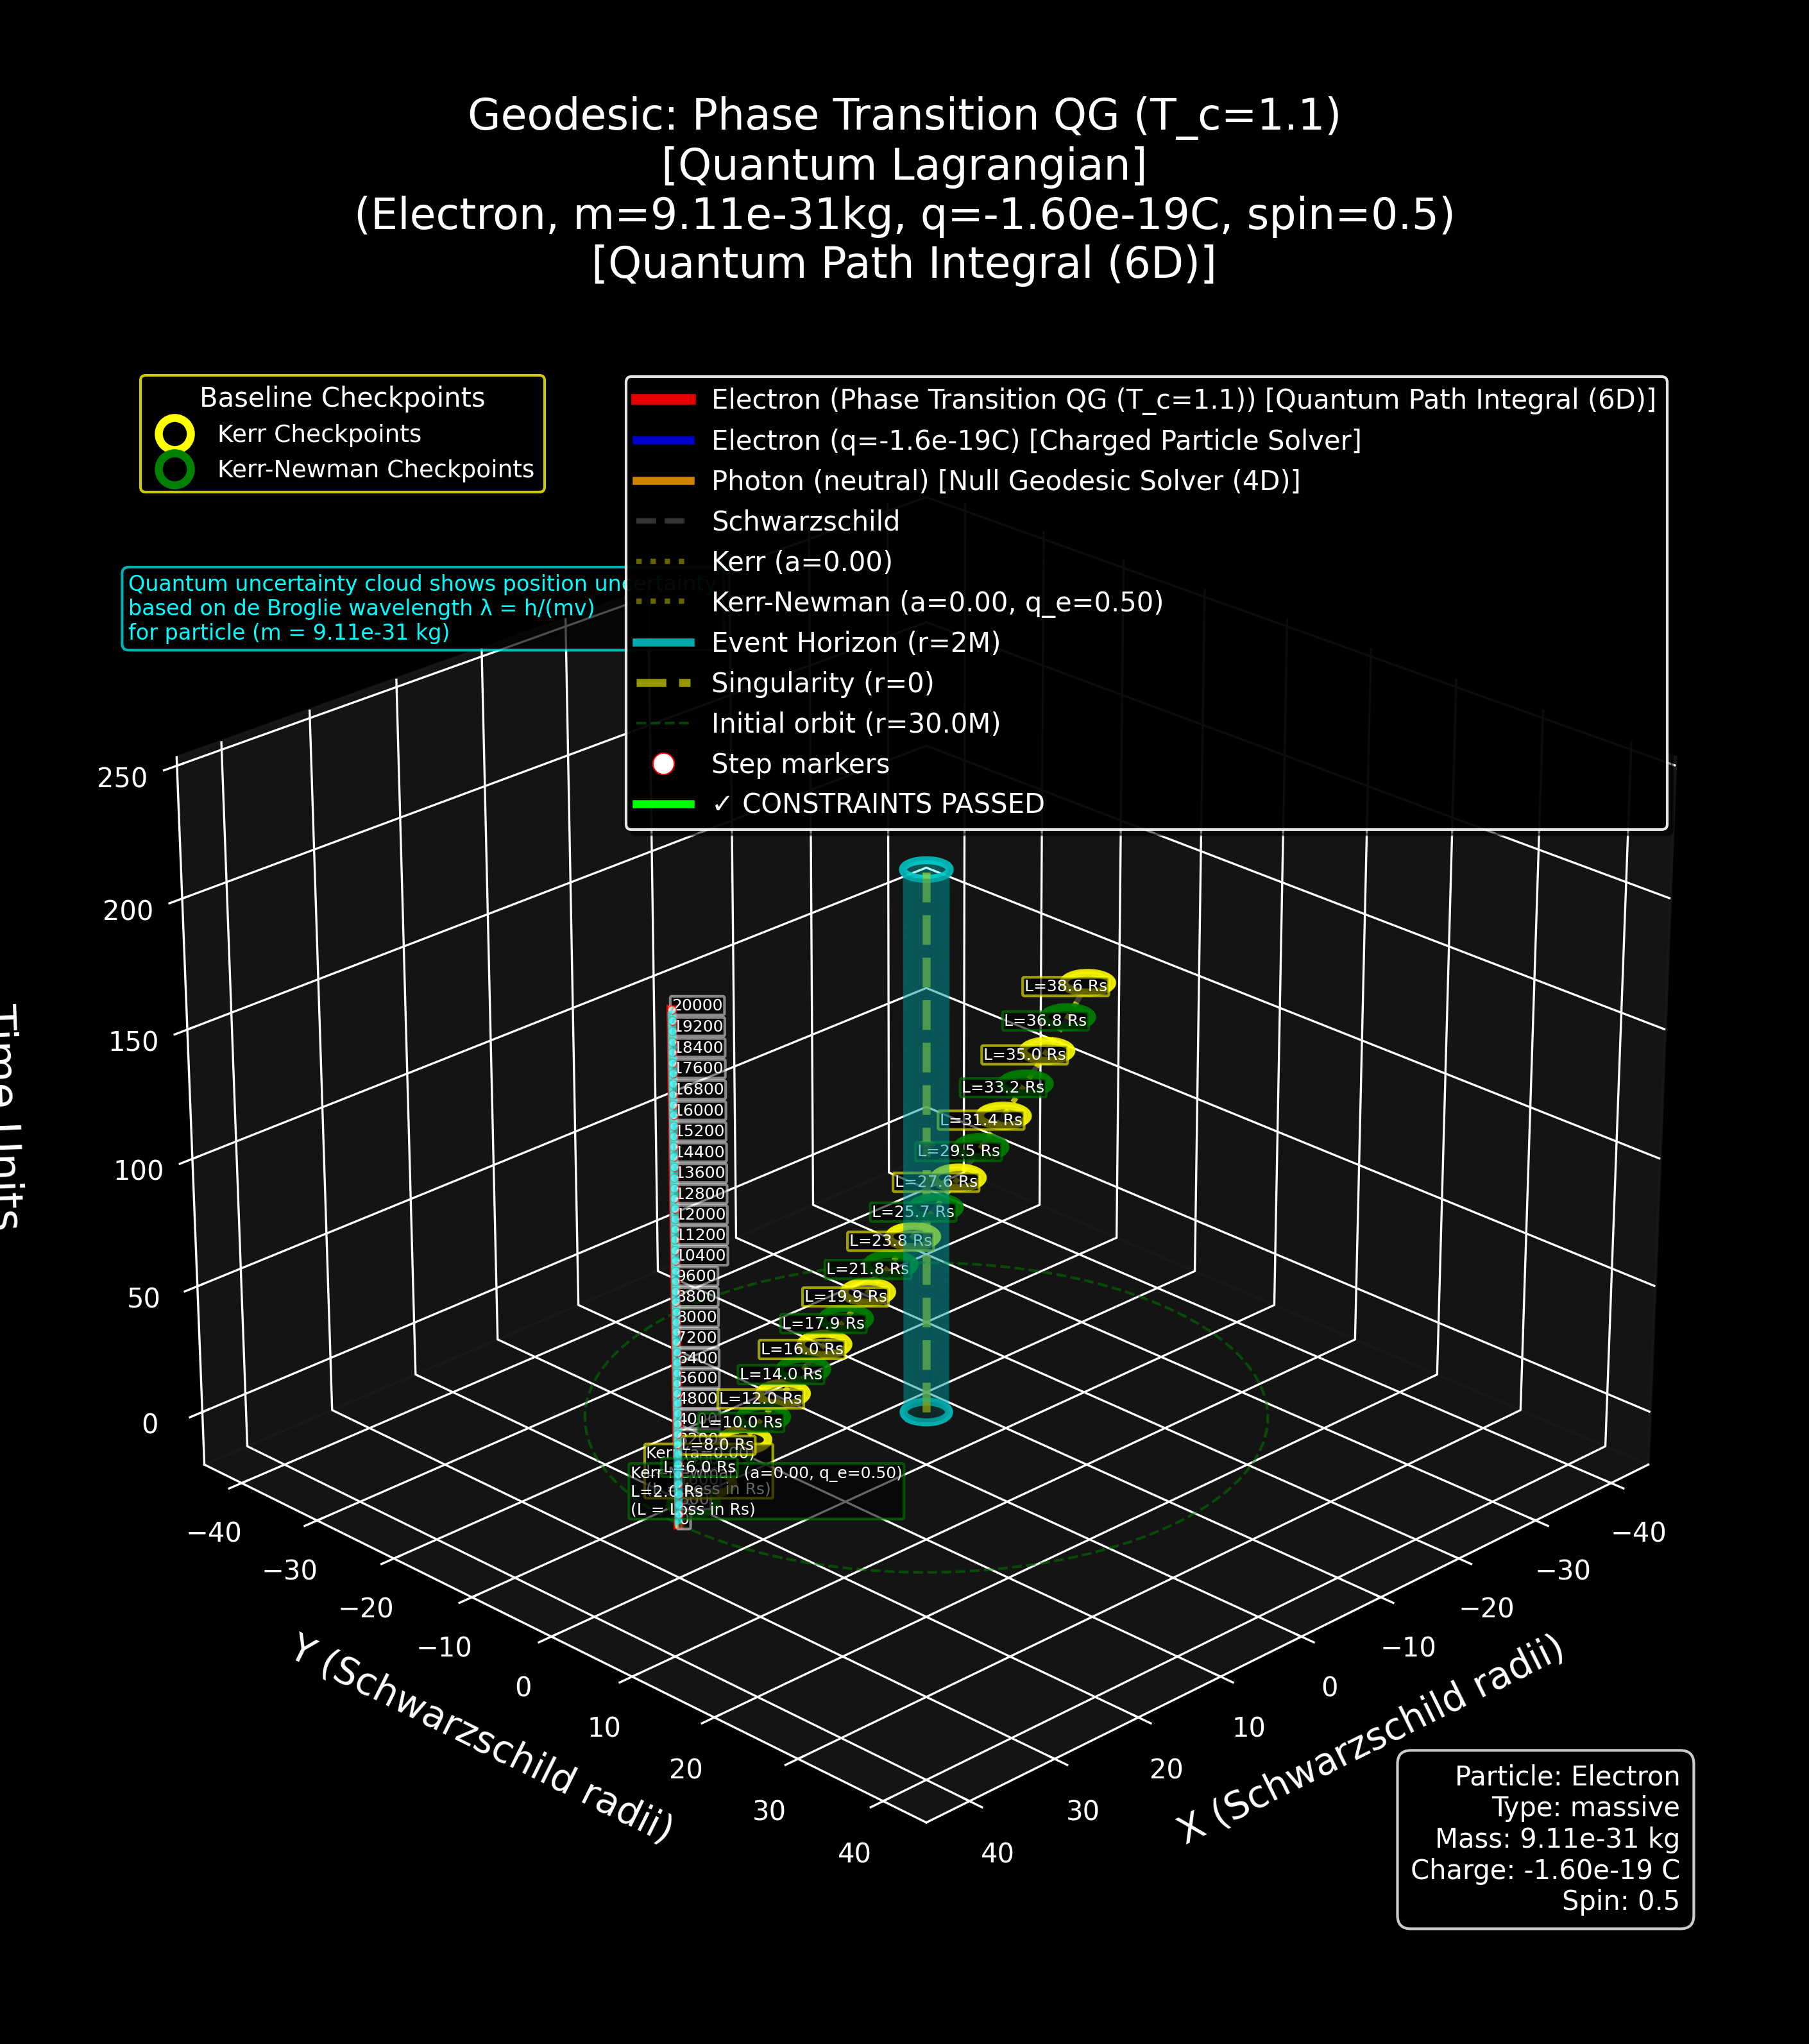 Geodesic: Phase Transition QG (T_c=1.1)
[Quantum Lagrangian]
(Electron, m=9.11e-31kg, q=-1.60e-19C, spin=0.5)
[Quantum Path Integral (6D)]
Baseline Checkpoints
Kerr Checkpoints
Kerr-Newman Checkpoints
Electron (Phase Transition QG (T_c=1.1)) [Quantum Path Integral (6D)]
Electron (q=-1.6e-19C) [Charged Particle Solver]
Photon (neutral) [Null Geodesic Solver (4D)]
Schwarzschild
Kerr (a=0.00)
Kerr-Newman (a=0.00, q_e=0.50)
Event Horizon (r=2M)
Singularity (r=0)
Initial orbit (r=30.0M)
Step markers
✓ CONSTRAINTS PASSED
Quantum uncertainty cloud shows position uncertainty
based on de Broglie wavelength λ = h/(mv)
for particle (m = 9.11e-31 kg)
250
200
150
100
50
0
Time Units
20000
19200
18400
17600
16800
16000
15200
14400
13600
12800
12000
11200
10400
9600
8800
8000
7200
6400
5600
4800
0
L=38.6 Rs
L=36.8 Rs
L=35.0 Rs
L=33.2 Rs
L=31.4 Rs
L=29.5 Rs
L=27.6 Rs
L=25.7 Rs
L=23.8 Rs
L=21.8 Rs
L=19.9 Rs
L=17.9 Rs
L=16.0 Rs
L=14.0 Rs
L=12.0 Rs
L=10.0 Rs
L=8.0 Rs
Kerr (a=0.00)
L=6.0 Rs
Kerr-Newman (a=0.00, q_e=0.50)
L=2.0 Rs
(L = Loss in Rs)
−40
−30
−20
−10
0
10
20
30
40
Y (Schwarzschild radii)
−40
−30
−20
−10
0
10
20
30
40
X (Schwarzschild radii)
Particle: Electron
Type: massive
Mass: 9.11e-31 kg
Charge: -1.60e-19 C
Spin: 0.5